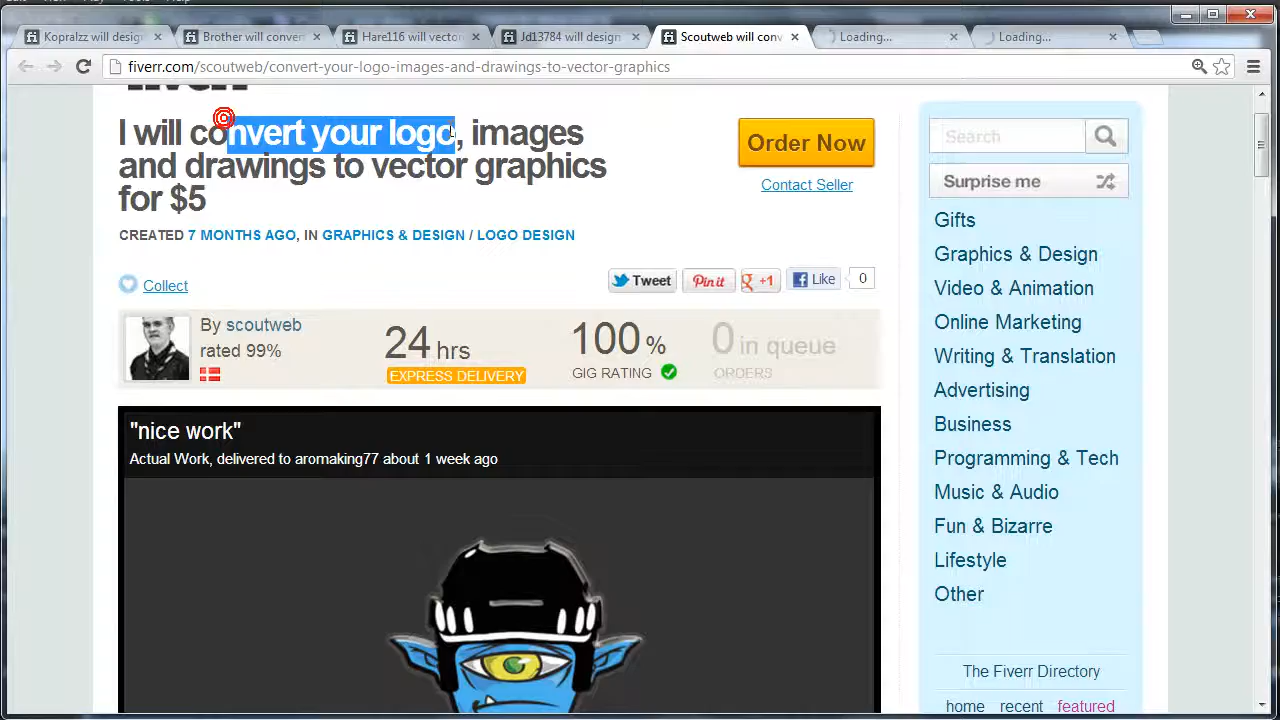 Kopralzz will desig
Brother will conver
Hare116 will vector
Jd13784 will design
Scoutweb will conv
Loading...
Loading...
fiverr.com/scoutweb/convert-your-logo-images-and-drawings-to-vector-graphics
I will convert your logo, images
and drawings to vector graphics
for $5
Order Now
Contact Seller
CREATED 7 MONTHS AGO, IN GRAPHICS & DESIGN / LOGO DESIGN
Collect
Tweet
Pin it
g +1
Like
0
By scoutweb
rated 99%
24 hrs
EXPRESS DELIVERY
100 %
GIG RATING
0 in queue
ORDERS
"nice work"
Actual Work, delivered to aromaking77 about 1 week ago
Search
Surprise me
Gifts
Graphics & Design
Video & Animation
Online Marketing
Writing & Translation
Advertising
Business
Programming & Tech
Music & Audio
Fun & Bizarre
Lifestyle
Other
The Fiverr Directory
home recent featured